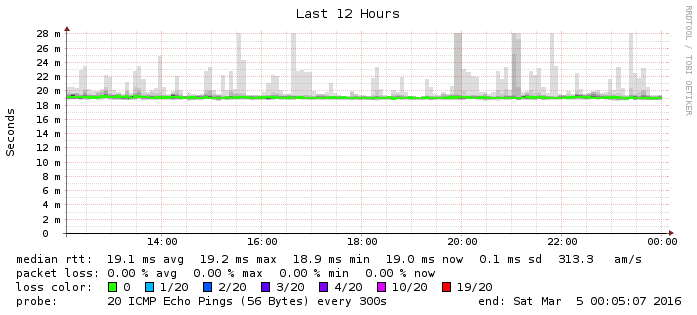 Last 12 Hours
RRDTOOL / TOBI OETIKER
Seconds
28 m
26 m
24 m
22 m
20 m
18 m
16 m
14 m
12 m
10 m
8 m
6 m
4 m
2 m
0
14:00 16:00 18:00 20:00 22:00 00:00
median rtt: 19.1 ms avg 19.2 ms max 18.9 ms min 19.0 ms now 0.1 ms sd 313.3 am/s
packet loss: 0.00 % avg 0.00 % max 0.00 % min 0.00 % now
loss color: 0 1/20 2/20 3/20 4/20 10/20 19/20
probe: 20 ICMP Echo Pings (56 Bytes) every 300s end: Sat Mar 5 00:05:07 2016